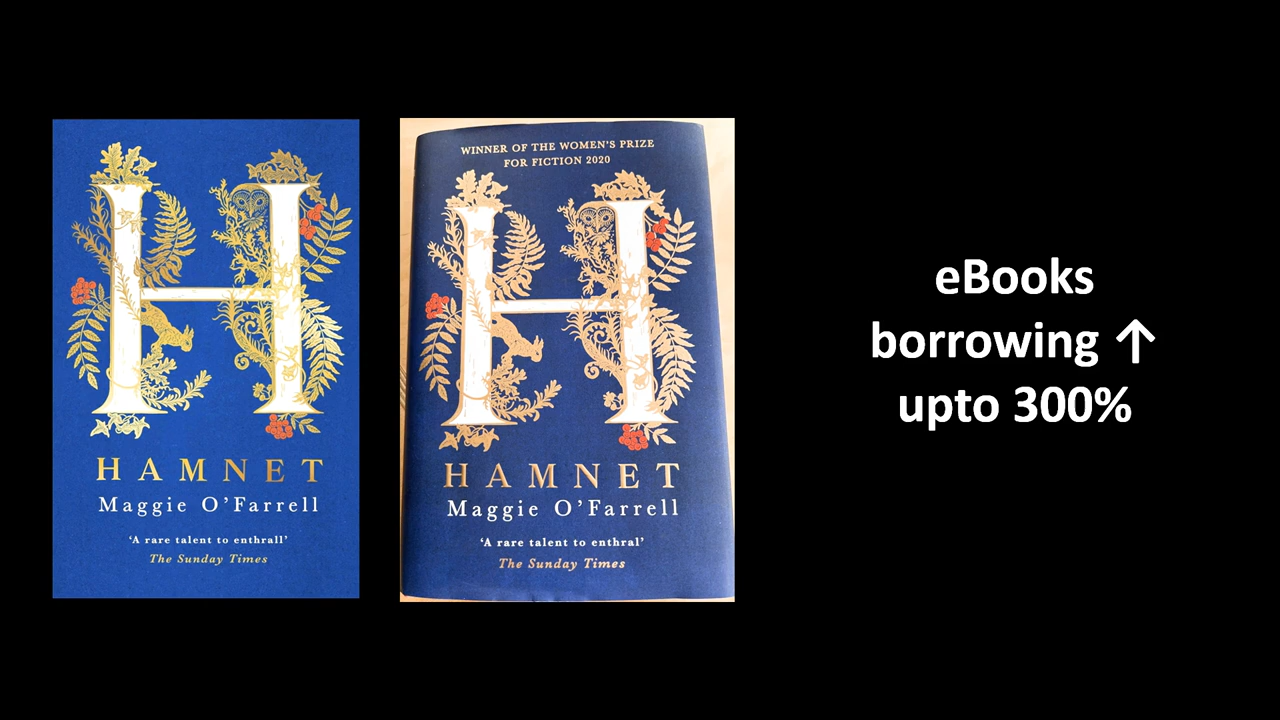 H
HAMNET
Maggie O'Farrell
‘A rare talent to enthrall’
The Sunday Times
WINNER OF THE WOMEN'S PRIZE
FOR FICTION 2020
H
HAMNET
Maggie O'Farrell
‘A rare talent to enthral’
The Sunday Times
eBooks
borrowing ↑
upto 300%